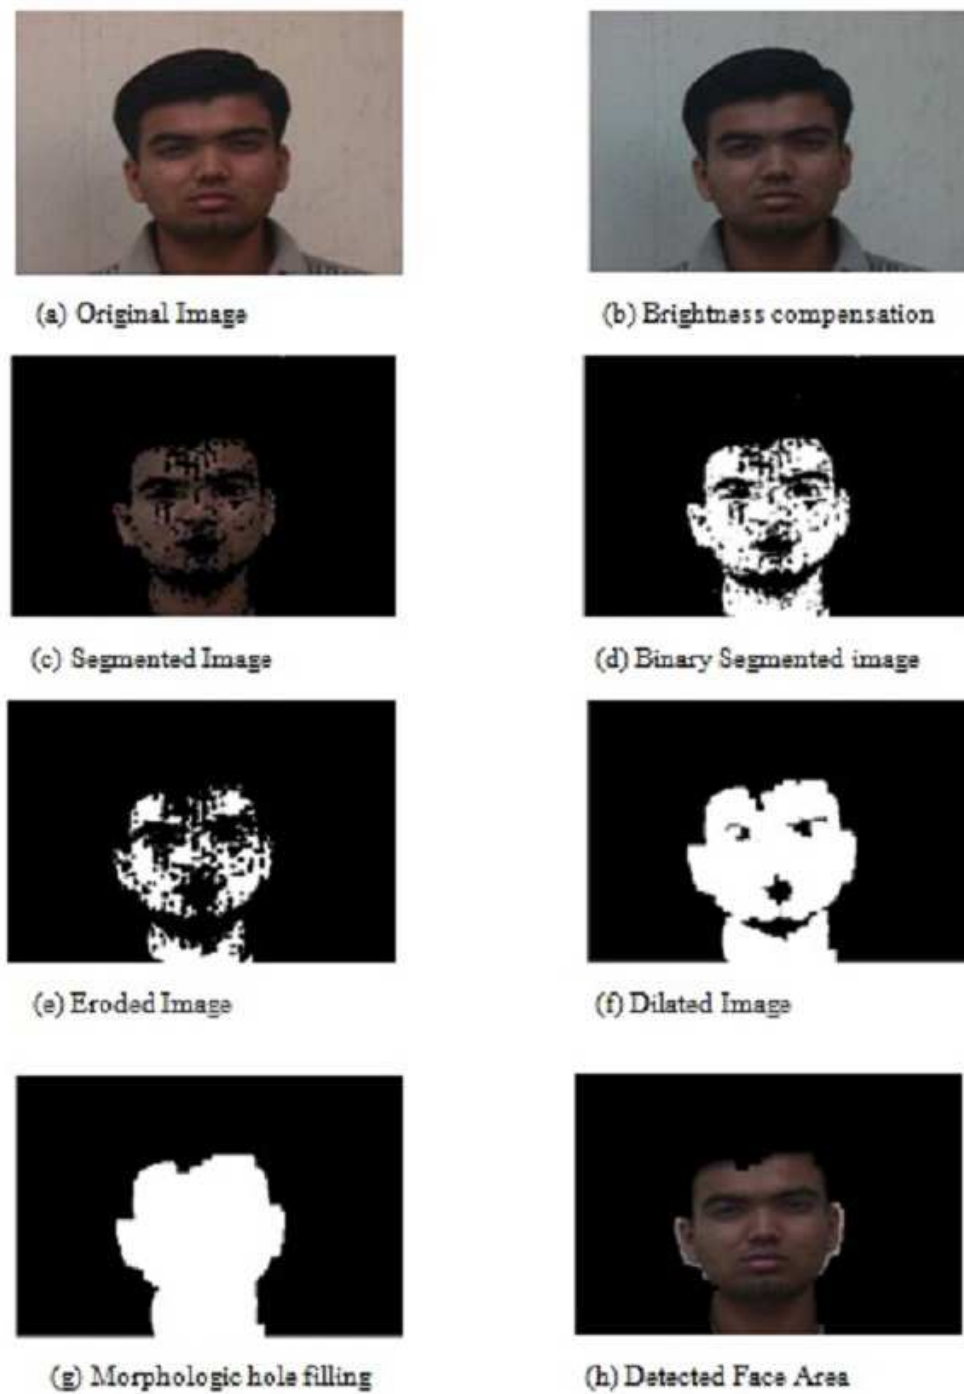 (a) Original Image
(b) Brightness compensation
(c) Segmented Image
(d) Binary Segmented image
(e) Eroded Image
(f) Dilated Image
(g) Morphologic hole filling
(h) Detected Face Area